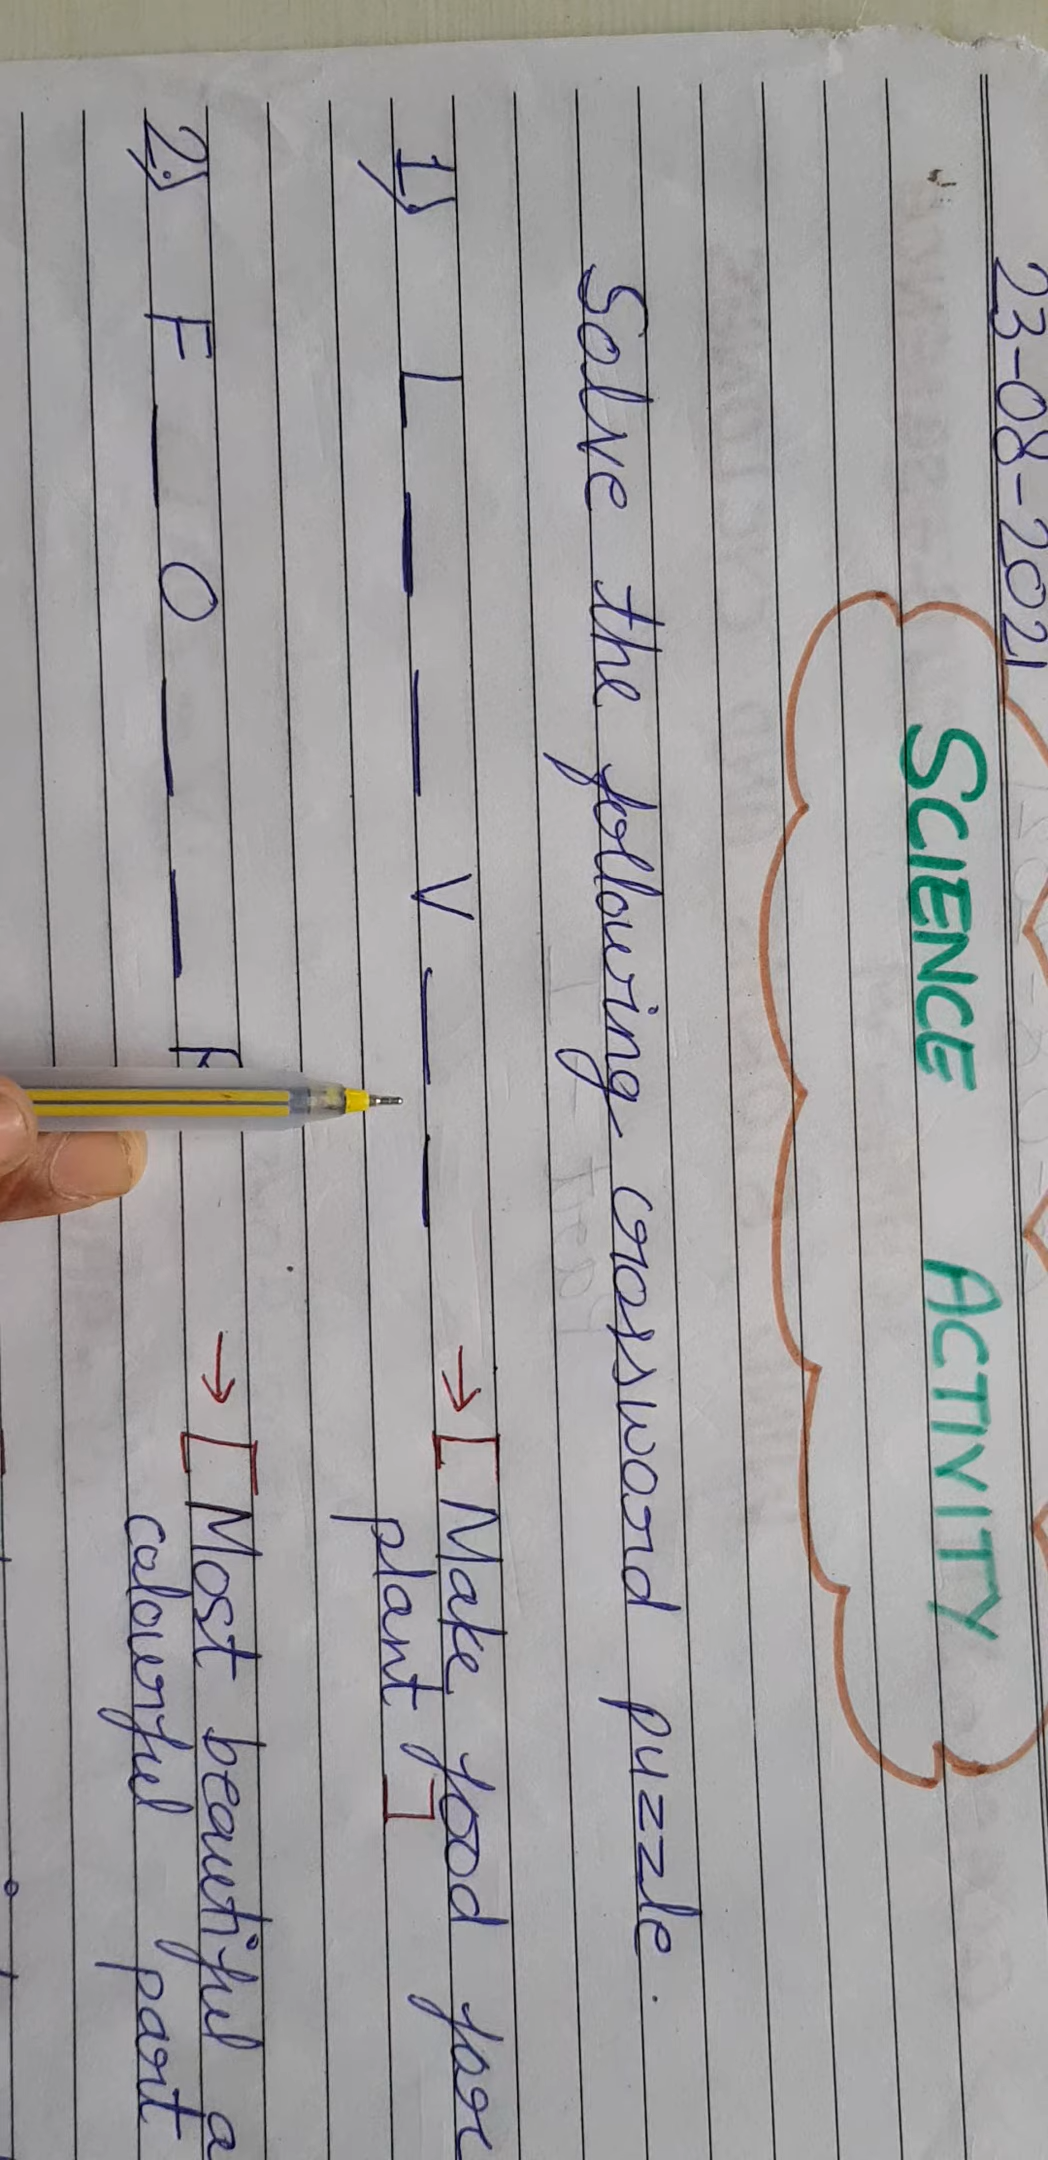 23-08-2021
SCIENCE ACTIVITY
Solve the following crossword puzzle.
1) L _ _ V _ _ → [Make food for
plant]
2.) F _ O _ _ R → [Most beautiful
colourful part